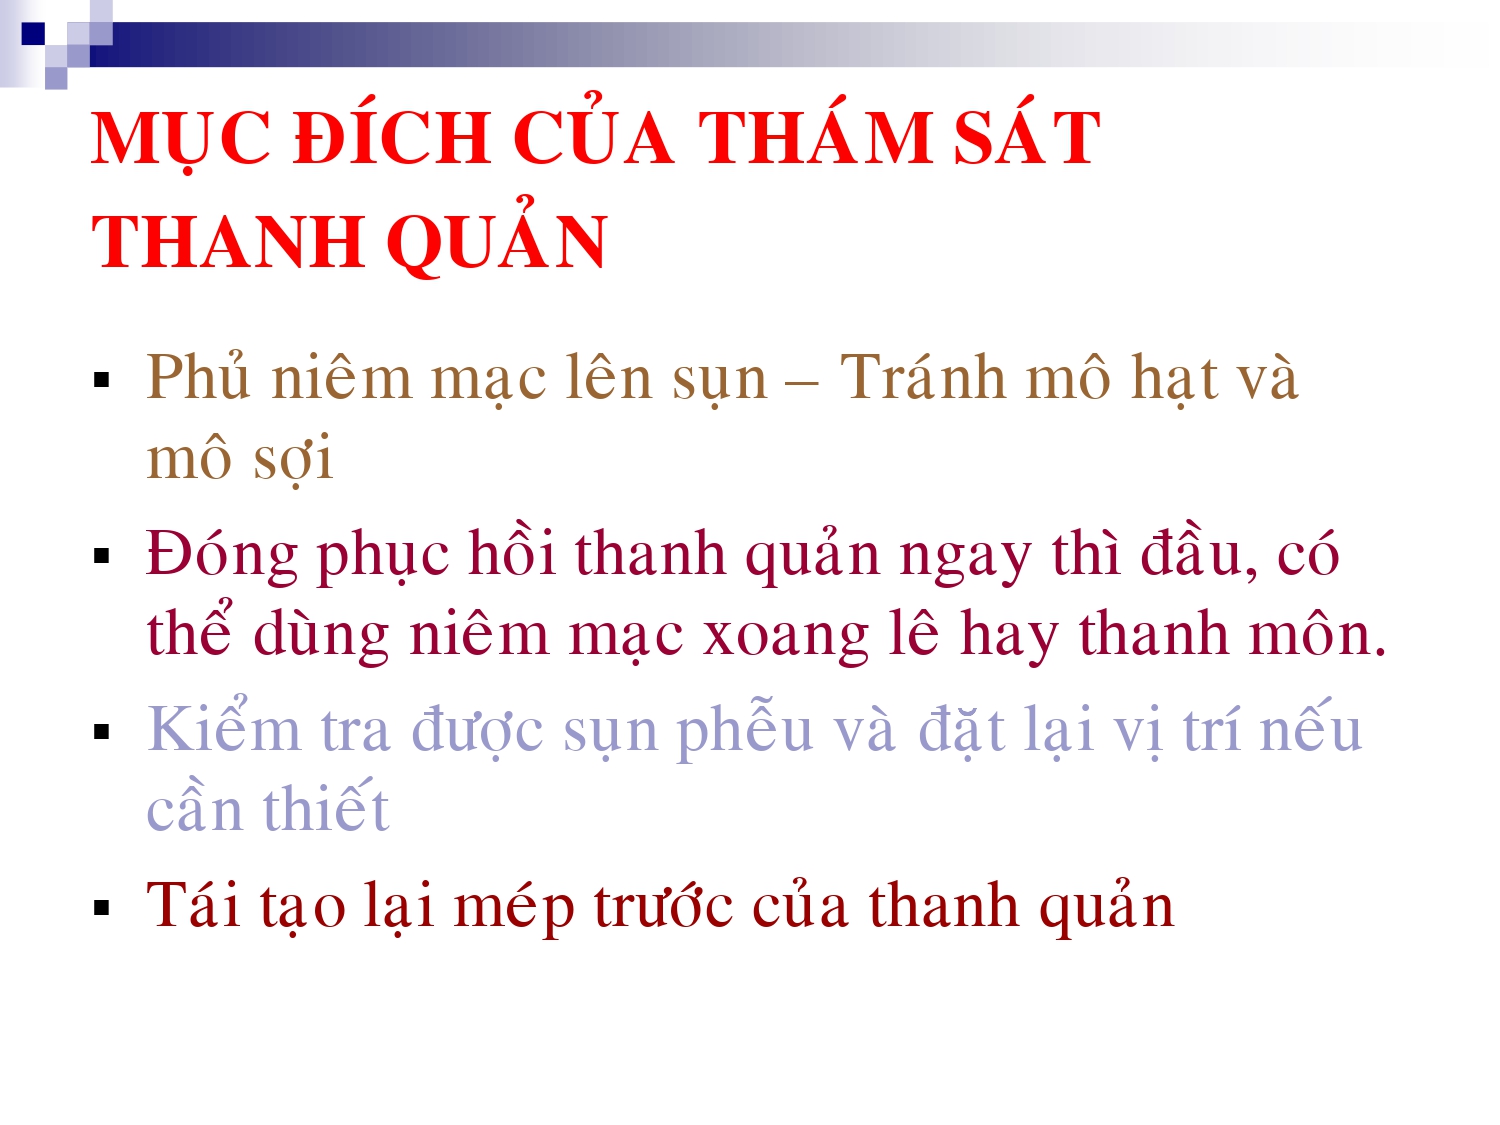 MỤC ĐÍCH CỦA THÁM SÁT
THANH QUẢN
▪ Phủ niêm mạc lên sụn – Tránh mô hạt và
mô sợi
▪ Đóng phục hồi thanh quản ngay thì đầu, có
thể dùng niêm mạc xoang lê hay thanh môn.
▪ Kiểm tra được sụn phễu và đặt lại vị trí nếu
cần thiết
▪ Tái tạo lại mép trước của thanh quản